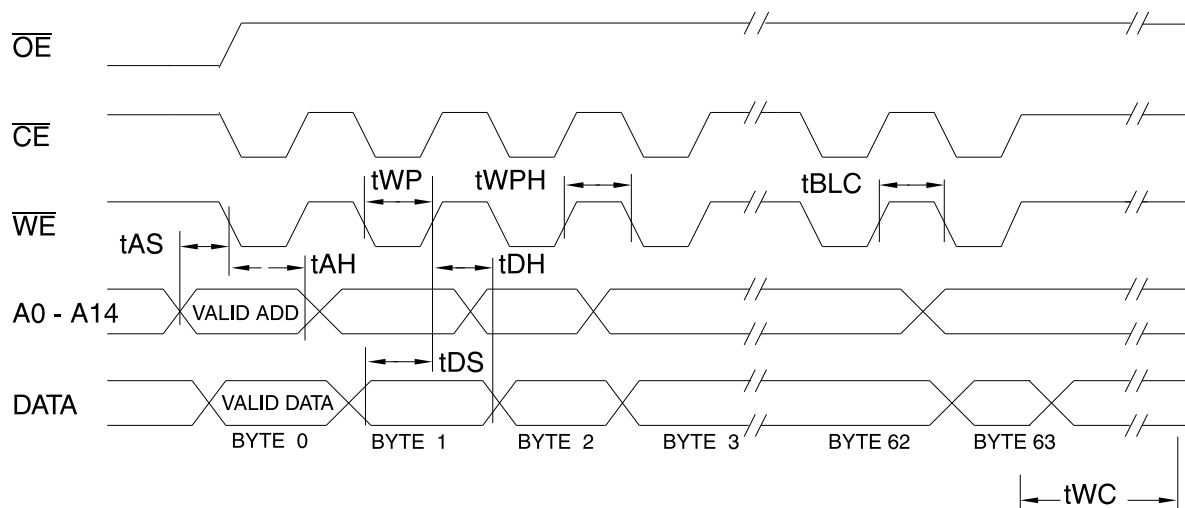 OE
CE
tWP tWPH tBLC
WE
tAS
tAH tDH
A0 - A14 VALID ADD
tDS
DATA VALID DATA
BYTE 0 BYTE 1 BYTE 2 BYTE 3 BYTE 62 BYTE 63
tWC